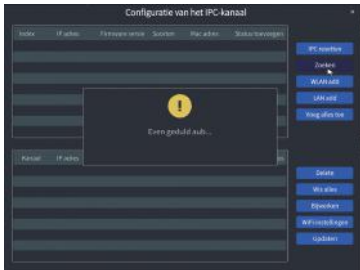 Configuratie van het IPC-kanaal
Index IP adres Firmware versie Soorten Mac adres Status toevoegen
IPC resetten
Zoeken
WLAN add
LAN add
Voeg alles toe
Even geduld aub...
Kanaal IP adres
Delete
Wis alles
Bijwerken
WiFi instellingen
Updaten